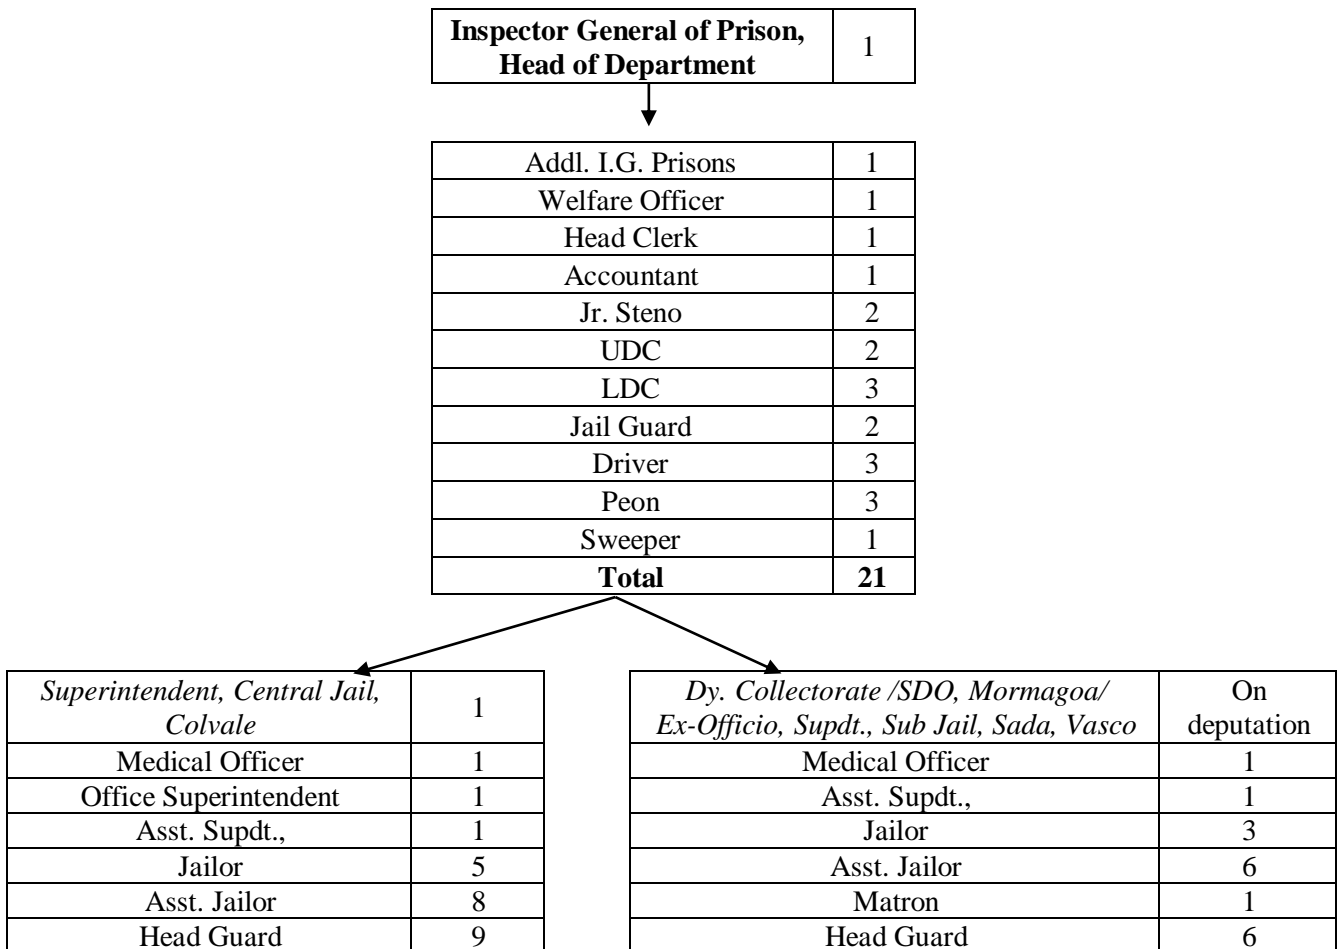 Inspector General of Prison, 1
Head of Department
Addl. I.G. Prisons 1
Welfare Officer 1
Head Clerk 1
Accountant 1
Jr. Steno 2
UDC 2
LDC 3
Jail Guard 2
Driver 3
Peon 3
Sweeper 1
Total 21
Superintendent, Central Jail, 1
Colvale
Medical Officer 1
Office Superintendent 1
Asst. Supdt., 1
Jailor 5
Asst. Jailor 8
Head Guard 9
Dy. Collectorate /SDO, Mormagoa/ On
Ex-Officio, Supdt., Sub Jail, Sada, Vasco deputation
Medical Officer 1
Asst. Supdt., 1
Jailor 3
Asst. Jailor 6
Matron 1
Head Guard 6